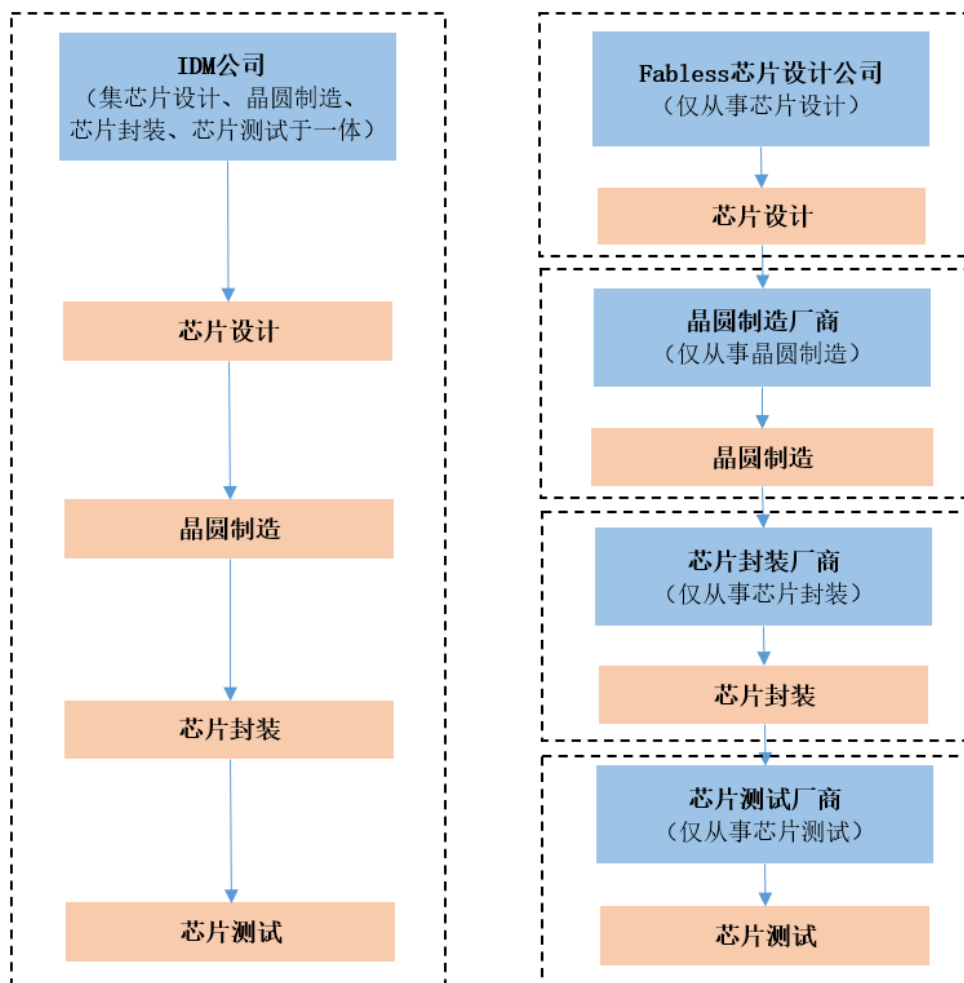 IDM公司
（集芯片设计、晶圆制造、
芯片封装、芯片测试于一体）
芯片设计
晶圆制造
芯片封装
芯片测试
Fabless芯片设计公司
（仅从事芯片设计）
芯片设计
晶圆制造厂商
（仅从事晶圆制造）
晶圆制造
芯片封装厂商
（仅从事芯片封装）
芯片封装
芯片测试厂商
（仅从事芯片测试）
芯片测试